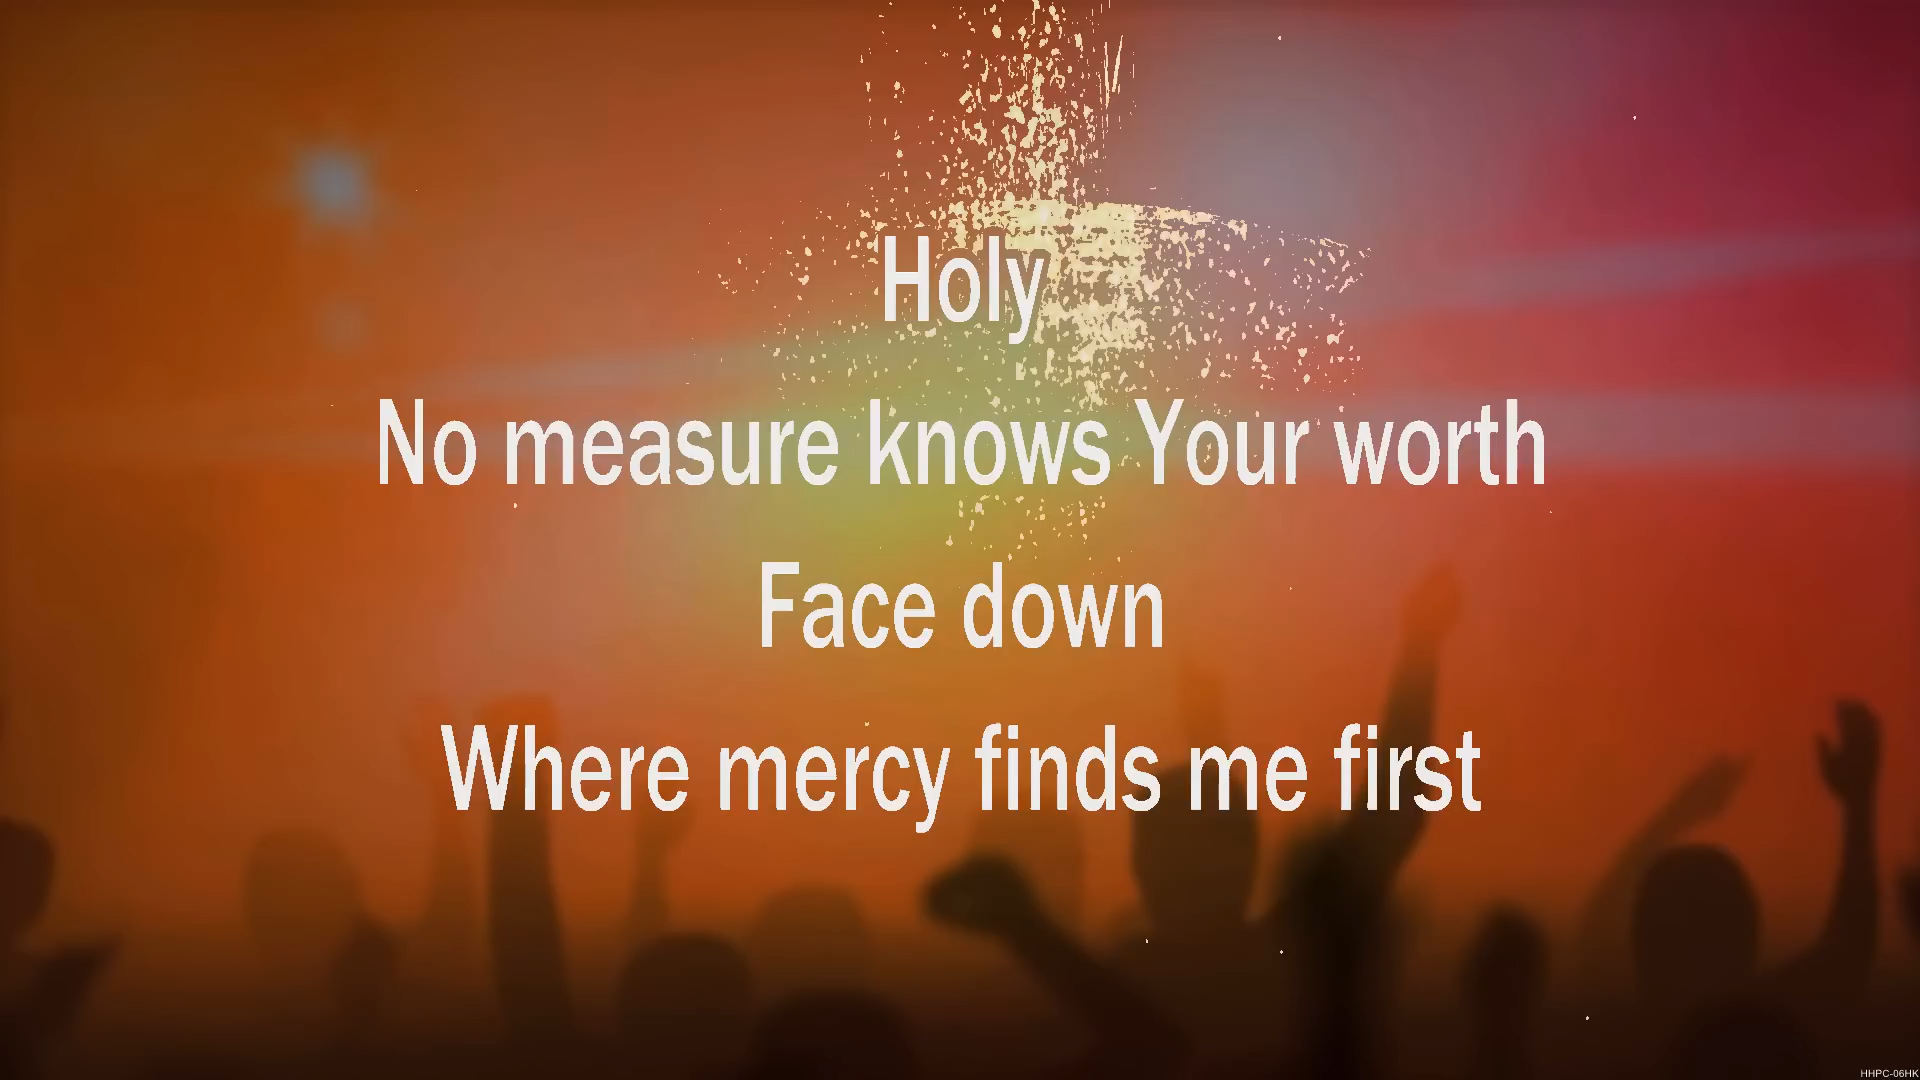 Holy
No measure knows Your worth
Face down
Where mercy finds me first
HHPC-06HK